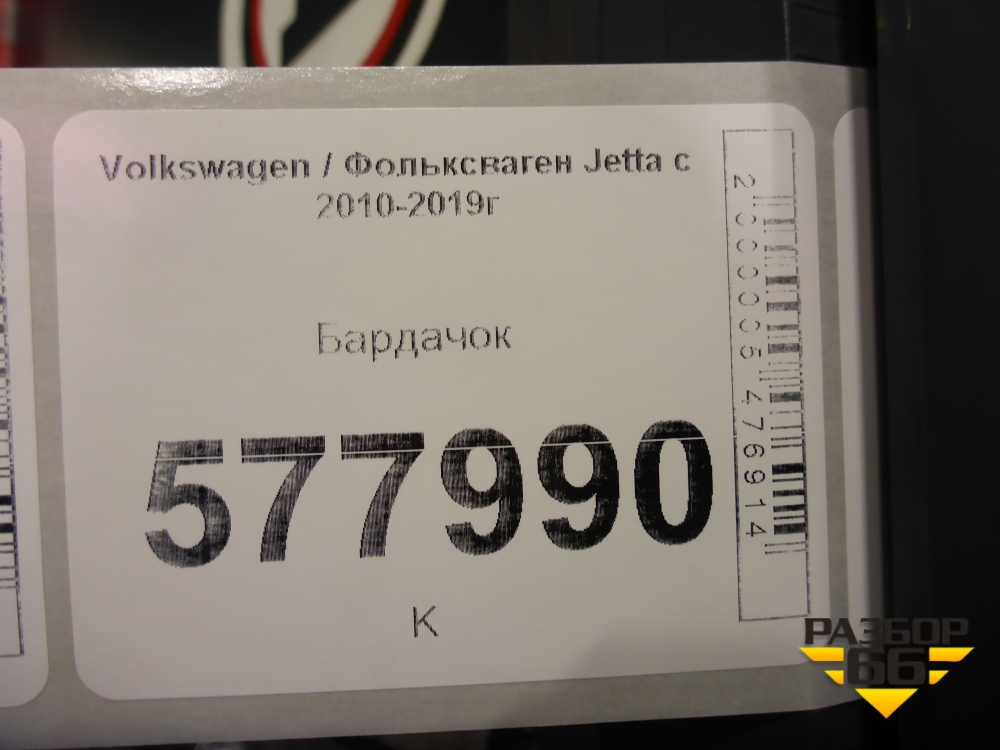 Volkswagen / Фольксваген Jetta с
2010-2019г
Бардачок
577990
К
2000005476914
РАЗБОР
66